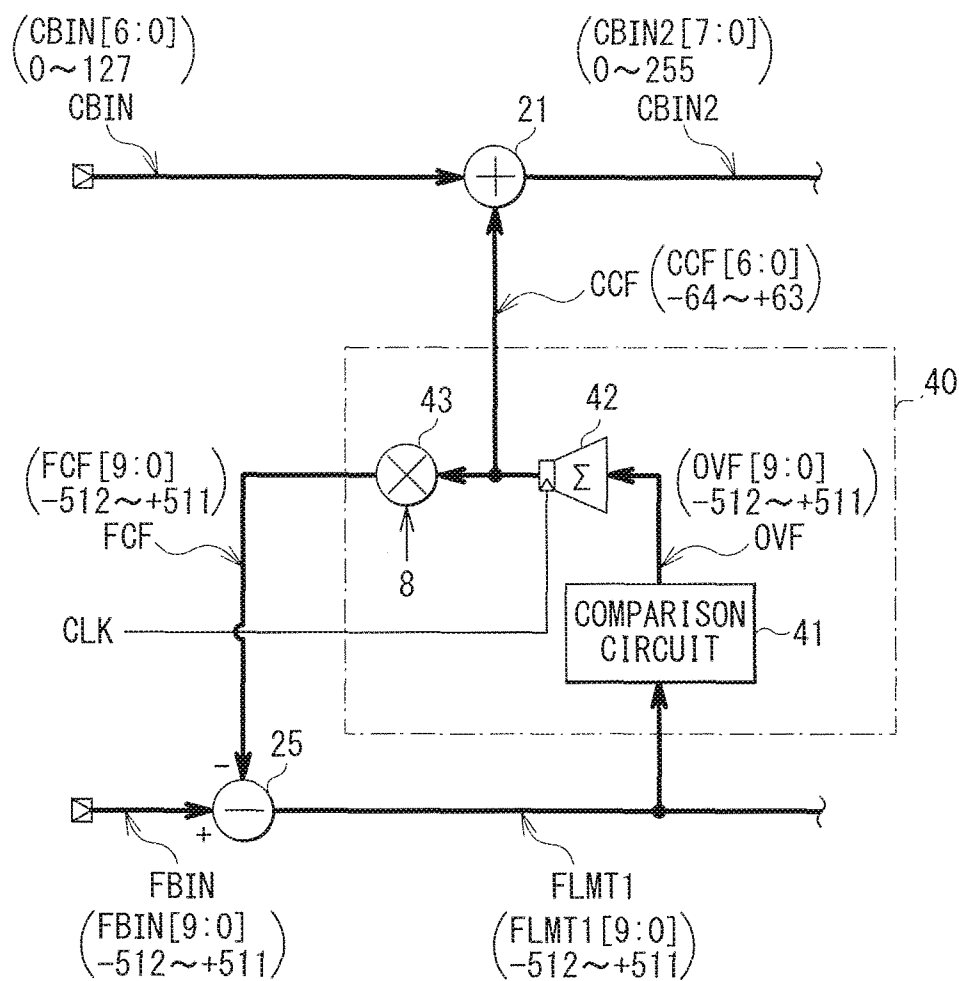 CBIN[6:0]
0～127
CBIN
CBIN2[7:0]
0～255
CBIN2
21
CCF
CCF[6:0]
-64～+63
40
43
42
Σ
FCF[9:0]
-512～+511
FCF
OVF[9:0]
-512～+511
OVF
8
CLK
COMPARISON
CIRCUIT
41
25
-
+
FBIN
FBIN[9:0]
-512～+511
FLMT1
FLMT1[9:0]
-512～+511